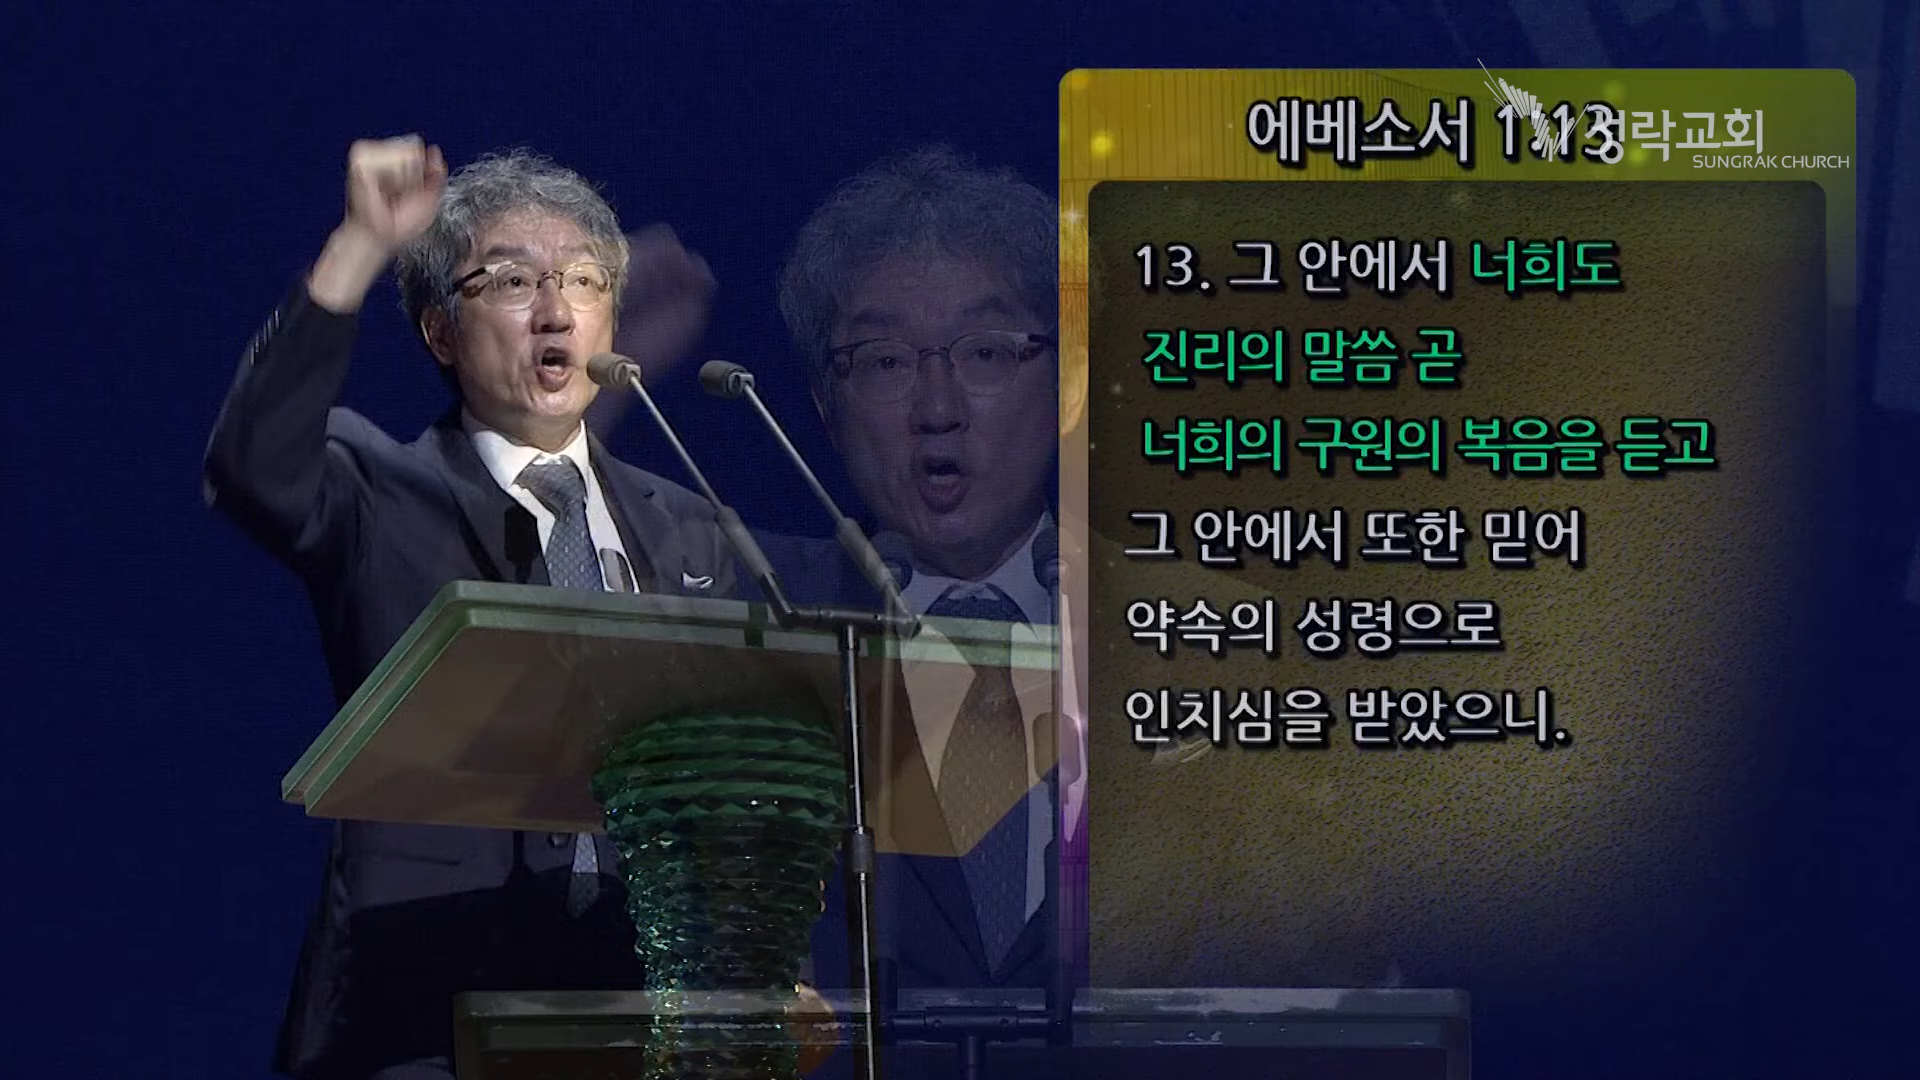 에베소서 1:13
성락교회
SUNGRAK CHURCH
13. 그 안에서 너희도
진리의 말씀 곧
너희의 구원의 복음을 듣고
그 안에서 또한 믿어
약속의 성령으로
인치심을 받았으니.